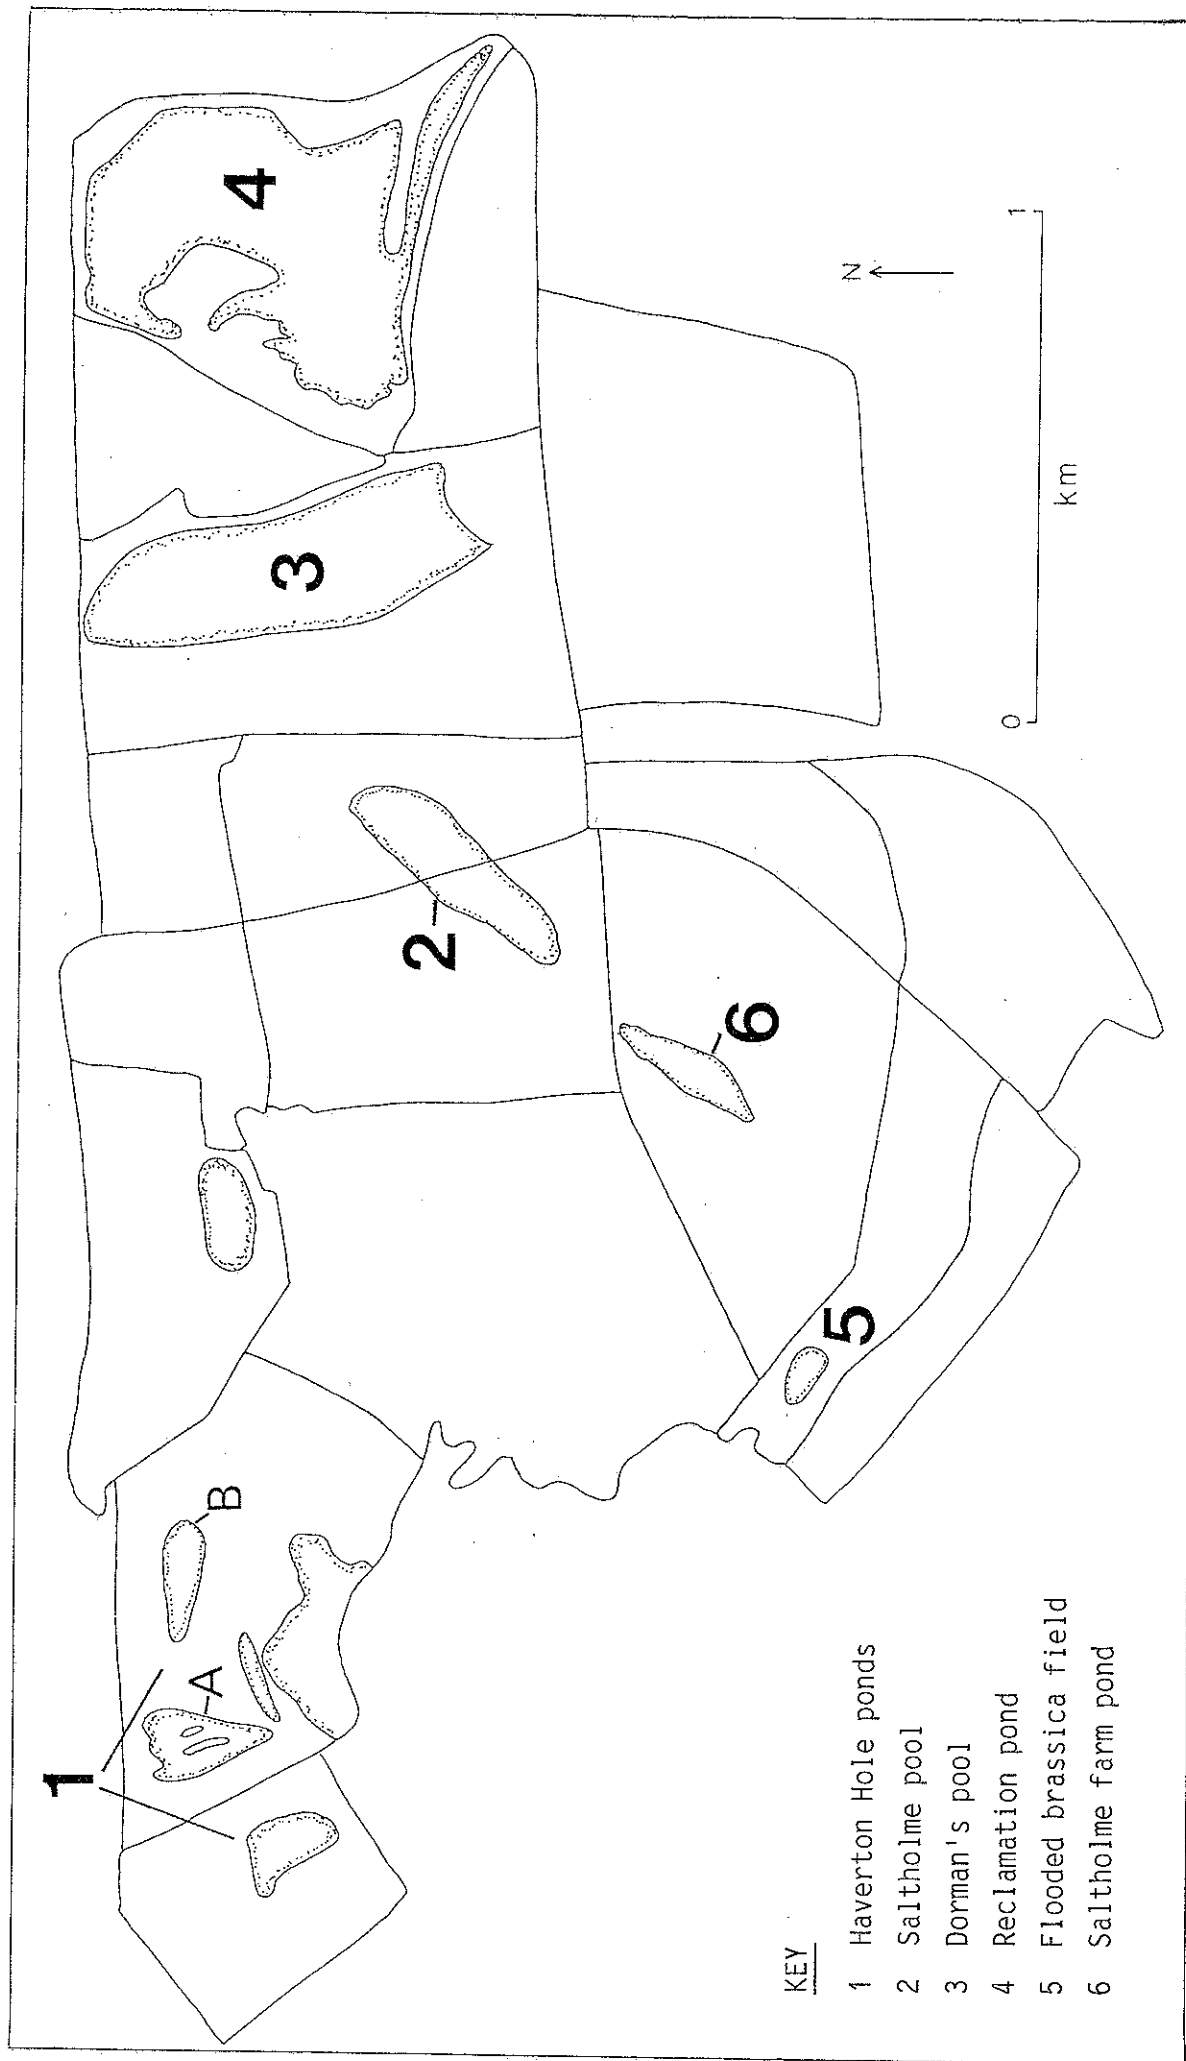 1
A
B
2
3
4
5
6
N
0 1
km
KEY
1 Haverton Hole ponds
2 Saltholme pool
3 Dorman's pool
4 Reclamation pond
5 Flooded brassica field
6 Saltholme farm pond